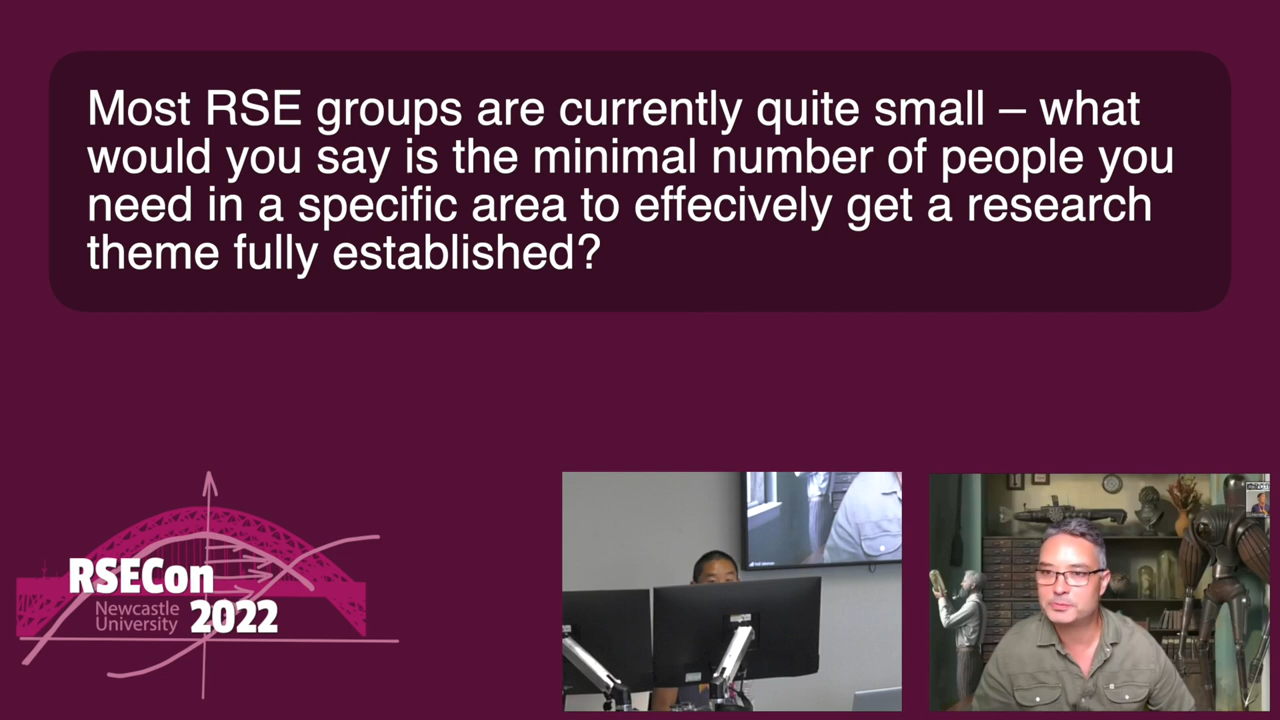 Most RSE groups are currently quite small – what
would you say is the minimal number of people you
need in a specific area to effecively get a research
theme fully established?
RSECon
Newcastle
University
2022